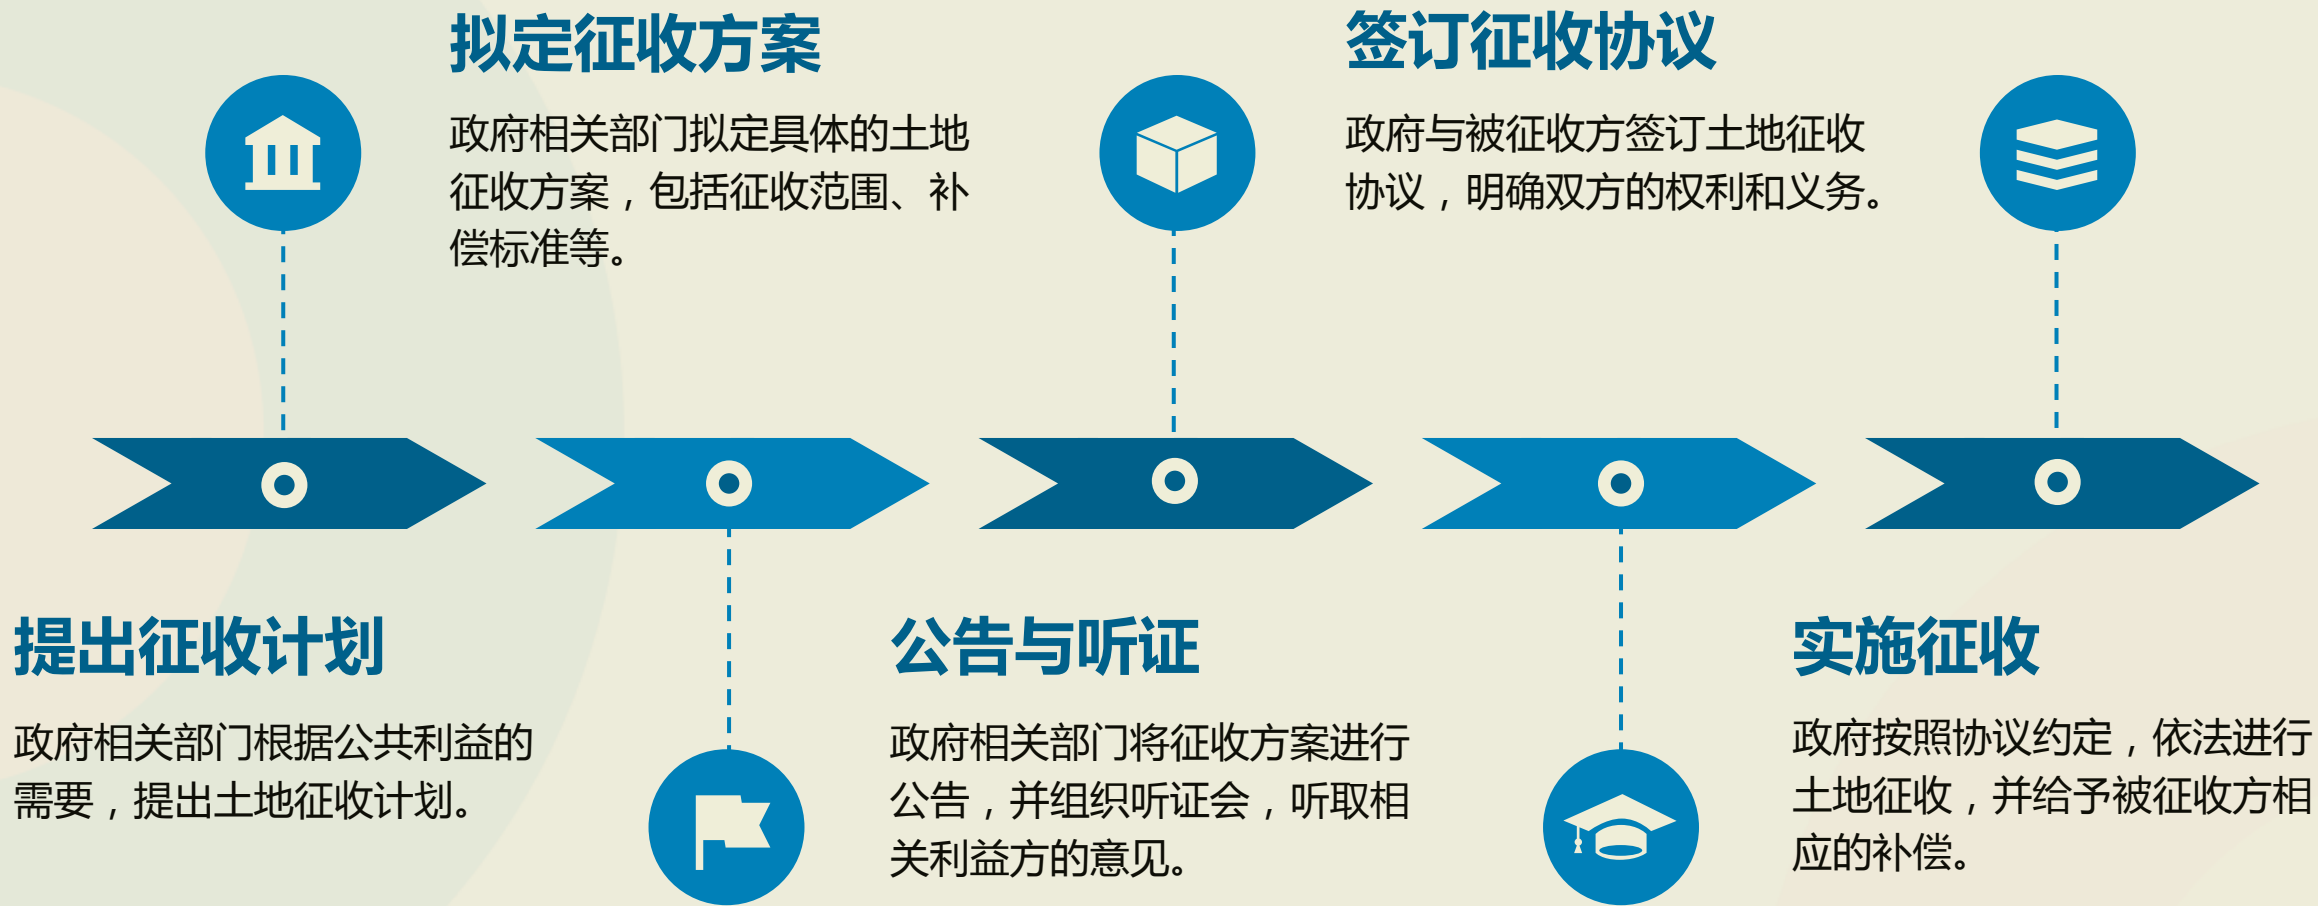 提出征收计划
政府相关部门根据公共利益的
需要，提出土地征收计划。
拟定征收方案
政府相关部门拟定具体的土地
征收方案，包括征收范围、补
偿标准等。
公告与听证
政府相关部门将征收方案进行
公告，并组织听证会，听取相
关利益方的意见。
签订征收协议
政府与被征收方签订土地征收
协议，明确双方的权利和义务。
实施征收
政府按照协议约定，依法进行
土地征收，并给予被征收方相
应的补偿。